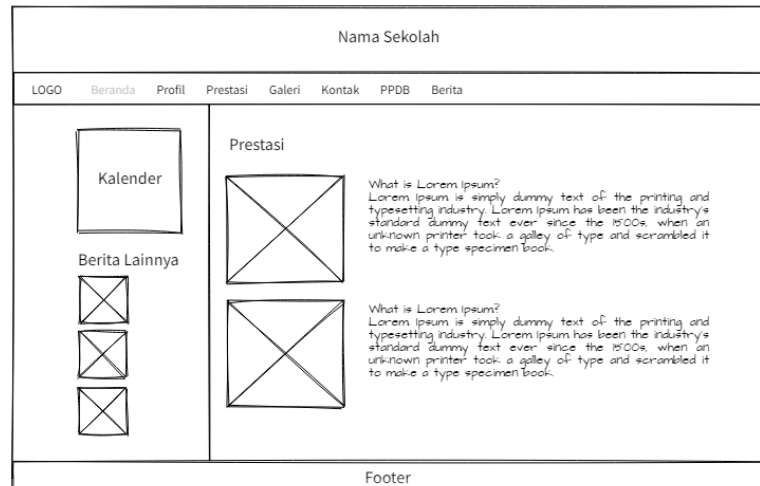 Nama Sekolah
LOGO Beranda Profil Prestasi Galeri Kontak PPDB Berita
Kalender
Berita Lainnya
Prestasi
What is Lorem Ipsum?
Lorem Ipsum is simply dummy text of the printing and
typesetting industry. Lorem Ipsum has been the industry's
standard dummy text ever since the 1500s, when an
unknown printer took a galley of type and scrambled it
to make a type specimen book.
What is Lorem Ipsum?
Lorem Ipsum is simply dummy text of the printing and
typesetting industry. Lorem Ipsum has been the industry's
standard dummy text ever since the 1500s, when an
unknown printer took a galley of type and scrambled it
to make a type specimen book.
Footer